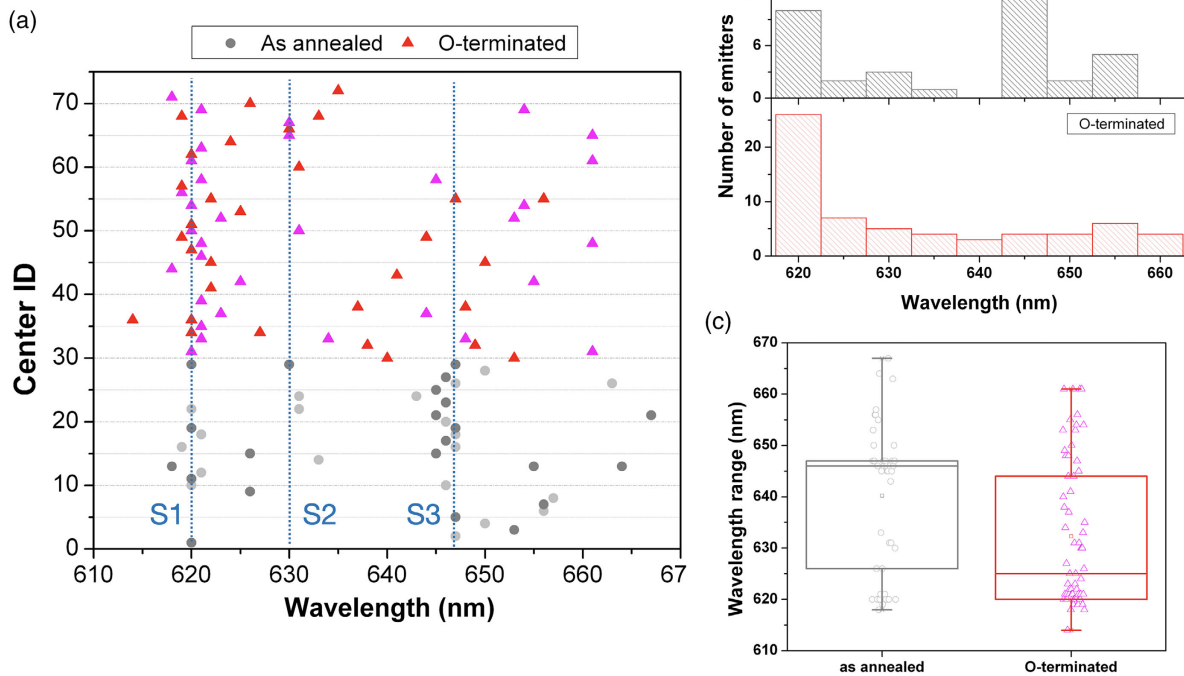 (a)
As annealed
O-terminated
70
60
50
40
30
20
10
0
Center ID
S1
S2
S3
610
620
630
640
650
660
67
Wavelength (nm)
6
0
Number of emitters
O-terminated
20
10
0
620
630
640
650
660
Wavelength (nm)
(c)
670
660
650
640
630
620
610
Wavelength range (nm)
as annealed
O-terminated